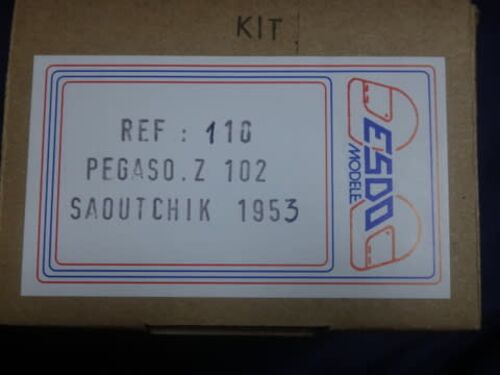 KIT
REF : 110
PEGASO.Z 102
SAOUTCHIK 1953
ESDO
MODELE